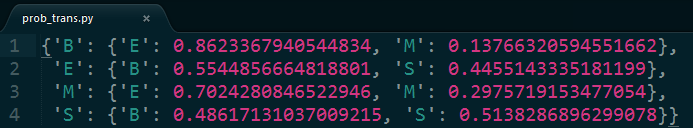 prob_trans.py ×
1 {'B': {'E': 0.8623367940544834, 'M': 0.13766320594551662},
2 'E': {'B': 0.5544856664818801, 'S': 0.4455143335181199},
3 'M': {'E': 0.7024280846522946, 'M': 0.2975719153477054},
4 'S': {'B': 0.48617131037009215, 'S': 0.5138286896299078}}